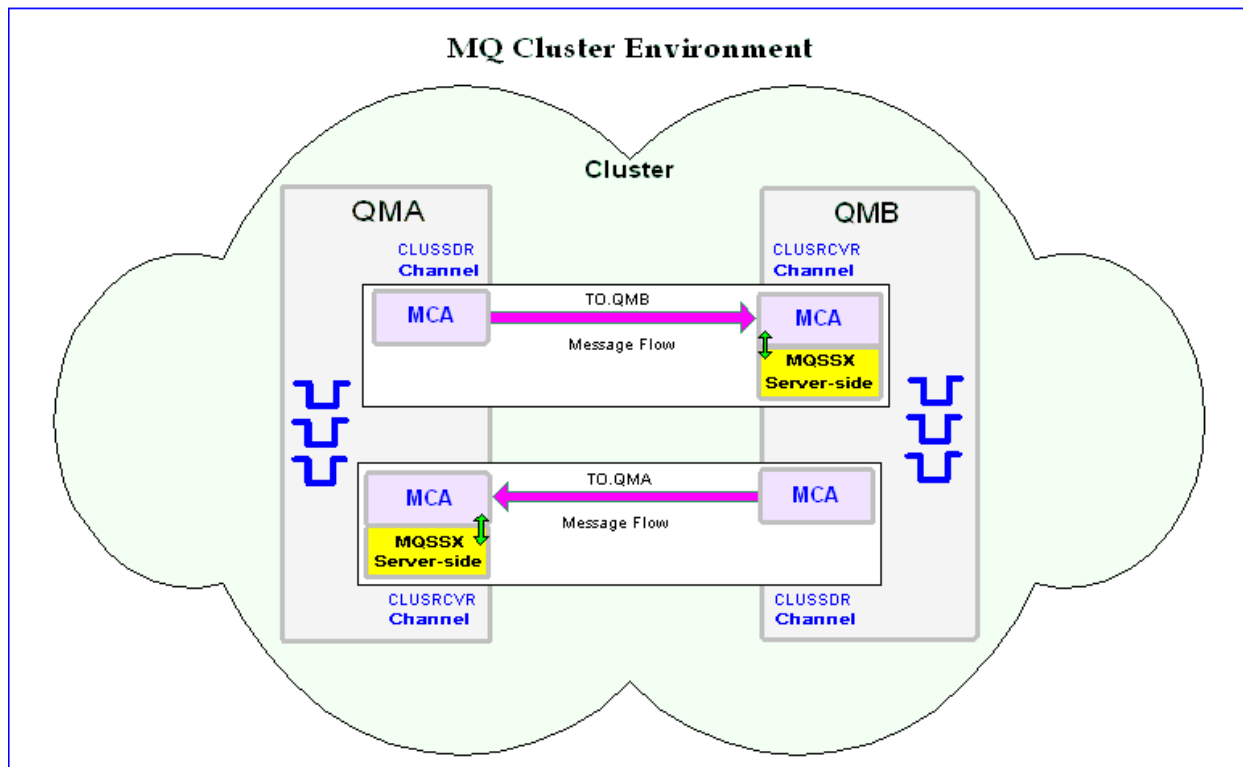 MQ Cluster Environment
Cluster
QMA
QMB
CLUSSDR
Channel
CLUSRCVR
Channel
MCA
TO.QMB
Message Flow
MCA
MQSSX
Server-side
MCA
MQSSX
Server-side
TO.QMA
Message Flow
MCA
CLUSRCVR
Channel
CLUSSDR
Channel